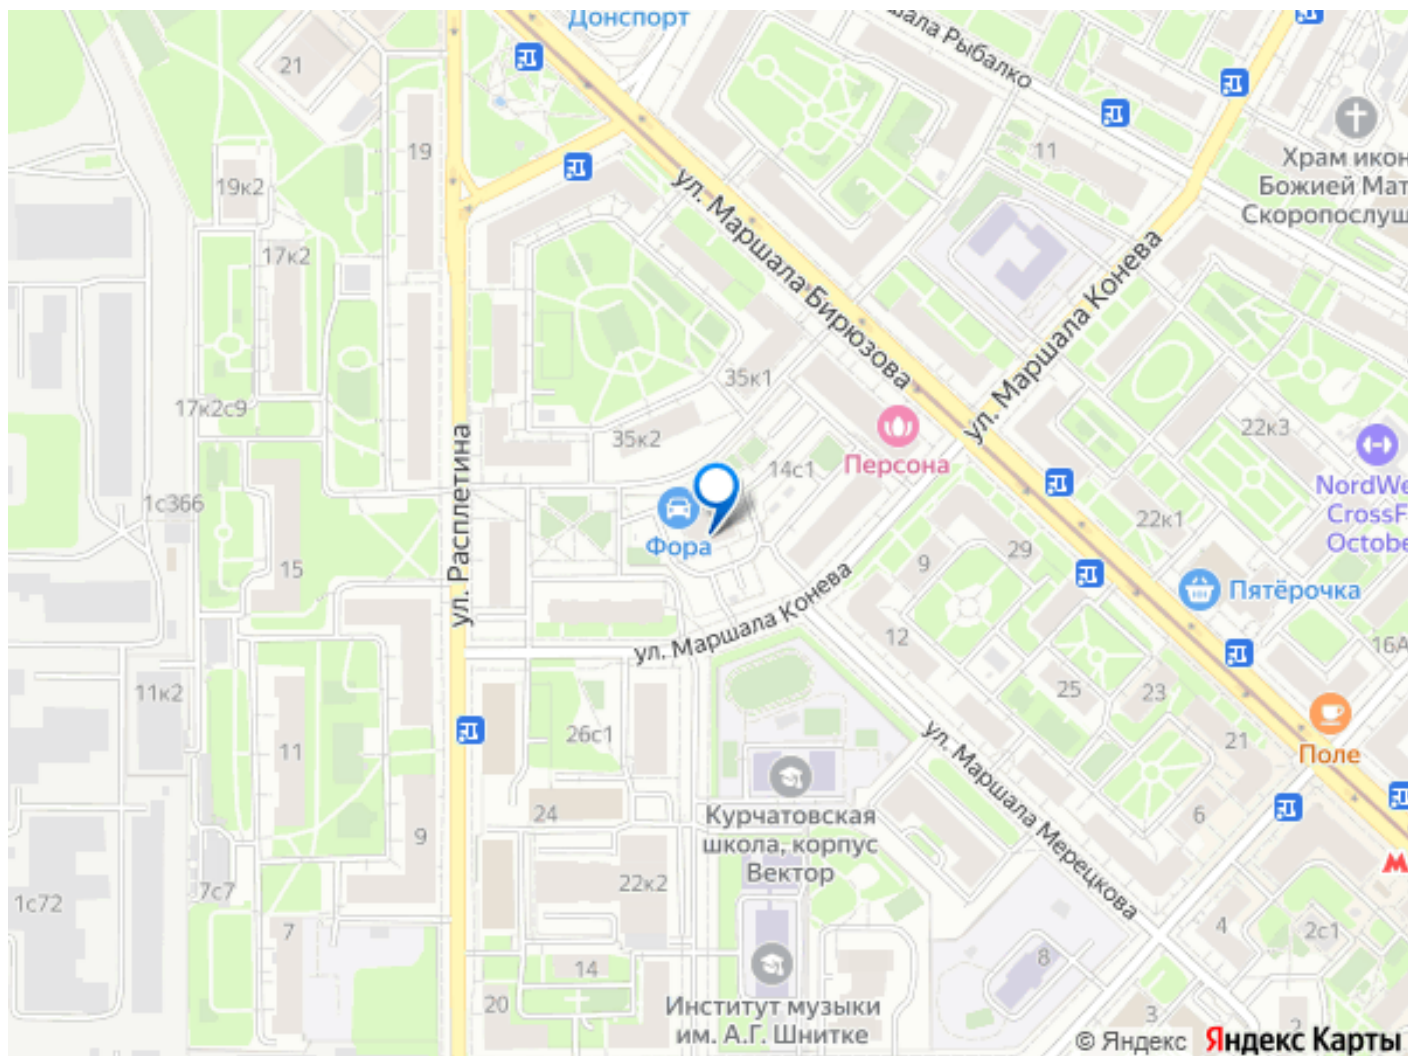 Донспорт
шала Рыбалко
21
19
11
Храм икон
Божией Мат
Скоропослуш
19к2
17к2
ул. Маршала Бирюзова
ул. Маршала Конева
35к1
17к2с9
35к2
14с1
Персона
22к3
NordWe
CrossF
Octobe
1с366
ул. Расплетина
Фора
22к1
15
9
29
Пятёрочка
ул. Маршала Конева
12
16А
11к2
25
23
26с1
11
ул. Маршала Мерецкова
21
Поле
Курчатовская
школа, корпус
Вектор
24
9
6
22к2
7с7
1с72
7
4
2с1
14
8
20
Институт музыки
им. А.Г. Шнитке
3
2
© Яндекс Яндекс Карты